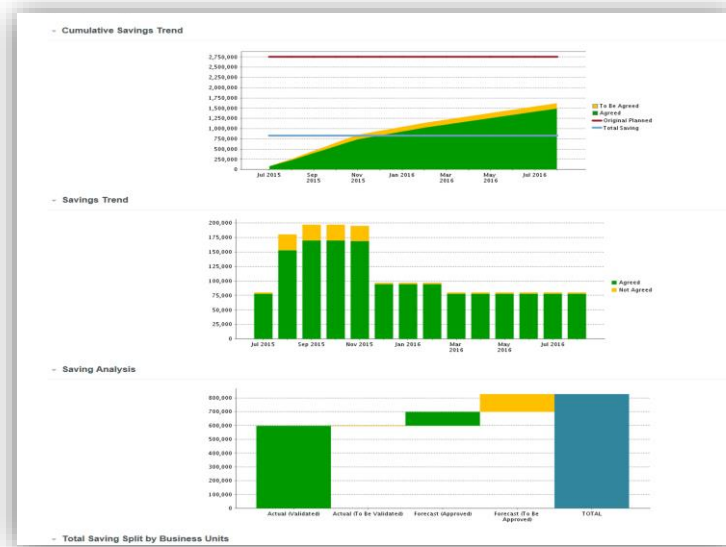 - Cumulative Savings Trend
2,750,000
2,500,000
2,250,000
2,000,000
1,750,000
1,500,000
1,250,000
1,000,000
750,000
500,000
250,000
0
Jul 2015
Sep 2015
Nov 2015
Jan 2016
Mar 2016
May 2016
Jul 2016
To Be Agreed
Agreed
Original Planned
Total Saving
- Savings Trend
200,000
175,000
150,000
125,000
100,000
75,000
50,000
25,000
0
Jul 2015
Sep 2015
Nov 2015
Jan 2016
Mar 2016
May 2016
Jul 2016
Agreed
Not Agreed
- Saving Analysis
700,000
800,000
600,000
500,000
400,000
300,000
200,000
100,000
0
Actual (Validated)
Actual (To Be Validated)
Forecast (Approved)
Forecast (To Be Approved)
TOTAL
- Total Saving Split by Business Units